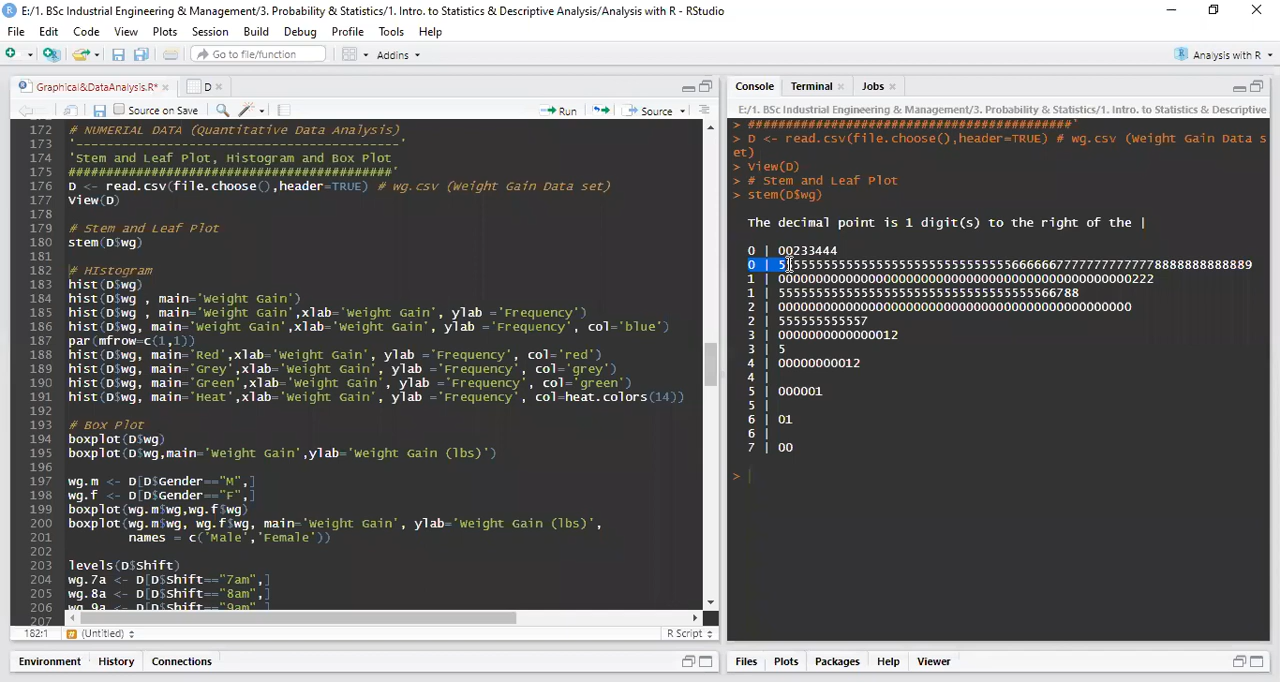 E:/1. BSc Industrial Engineering & Management/3. Probability & Statistics/1. Intro. to Statistics & Descriptive Analysis/Analysis with R - RStudio
File Edit Code View Plots Session Build Debug Profile Tools Help
Go to file/function Addins Analysis with R
Graphical&DataAnalysis.R* D
Source on Save Run Source
172 # NUMERIAL DATA (Quantitative Data Analysis)
173 '-----------------------------------'
174 'Stem and Leaf Plot, Histogram and Box Plot
175 ###########################################'
176 D <- read.csv(file.choose(),header=TRUE) # wg.csv (Weight Gain Data set)
177 View(D)
178
179 # Stem and Leaf Plot
180 stem(D$wg)
181
182 # HIstogram
183 hist(D$wg)
184 hist(D$wg , main='Weight Gain')
185 hist(D$wg , main='Weight Gain',xlab='Weight Gain', ylab ='Frequency')
186 hist(D$wg, main='Weight Gain',xlab='Weight Gain', ylab ='Frequency', col='blue')
187 par(mfrow=c(1,1))
188 hist(D$wg, main='Red',xlab='Weight Gain', ylab ='Frequency', col='red')
189 hist(D$wg, main='Grey',xlab='Weight Gain', ylab ='Frequency', col='grey')
190 hist(D$wg, main='Green',xlab='Weight Gain', ylab ='Frequency', col='green')
191 hist(D$wg, main='Heat',xlab='Weight Gain', ylab ='Frequency', col=heat.colors(14))
192
193 # Box Plot
194 boxplot(D$wg)
195 boxplot(D$wg,main='Weight Gain',ylab='Weight Gain (lbs)')
196
197 wg.m <- D[D$Gender=="M",]
198 wg.f <- D[D$Gender=="F",]
199 boxplot(wg.m$wg,wg.f$wg)
200 boxplot(wg.m$wg, wg.f$wg, main='Weight Gain', ylab='Weight Gain (lbs)',
201 names = c('Male','Female'))
202
203 levels(D$Shift)
204 wg.7a <- D[D$Shift=="7am",]
205 wg.8a <- D[D$Shift=="8am",]
206 wg.9a <- D[D$Shift=="9am",]
207
182:1 (Untitled) R Script
Environment History Connections
Console Terminal Jobs
E:/1. BSc Industrial Engineering & Management/3. Probability & Statistics/1. Intro. to Statistics & Descriptive
> ###########################################'
> D <- read.csv(file.choose(),header=TRUE) # wg.csv (Weight Gain Data s
et)
> View(D)
> # Stem and Leaf Plot
> stem(D$wg)
The decimal point is 1 digit(s) to the right of the |
0 | 00233444
0 | 555555555555555555555555555555566666677777777777778888888888889
1 | 00000000000000000000000000000000000000000000000222
1 | 5555555555555555555555555555555555566788
2 | 00000000000000000000000000000000000000000000000
2 | 555555555557
3 | 0000000000000012
3 | 5
4 | 00000000012
4 |
5 | 000001
5 |
6 | 01
6 |
7 | 00
>
Files Plots Packages Help Viewer